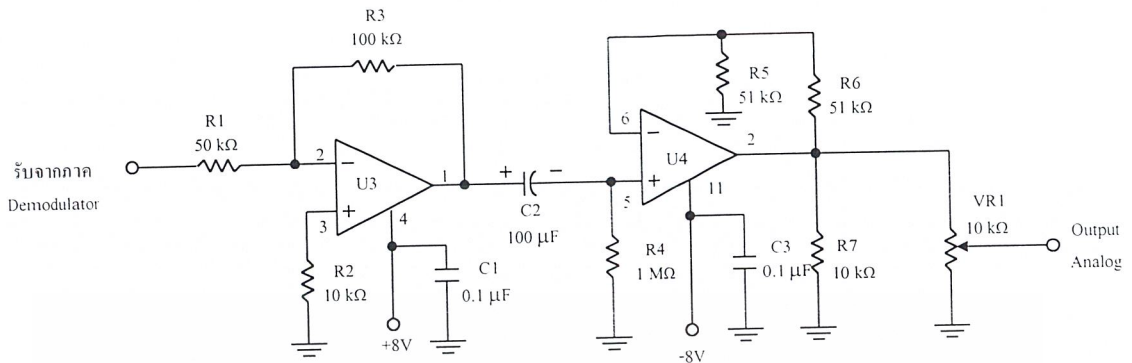 R3
100 kΩ
R1
50 kΩ
รับจากภาค
Demodulator
2
−
U3
1
+
3
4
R2
10 kΩ
C1
0.1 μF
+8V
+
−
C2
100 μF
R5
51 kΩ
R6
51 kΩ
6
−
U4
2
+
5
11
R4
1 MΩ
C3
0.1 μF
-8V
R7
10 kΩ
VR1
10 kΩ
Output
Analog